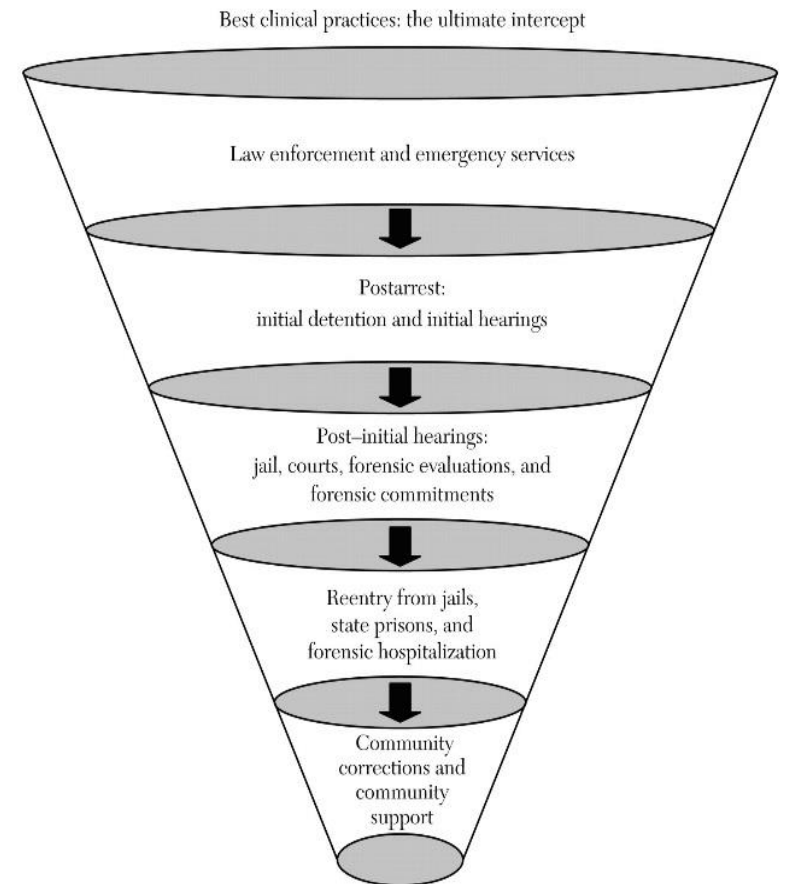 Best clinical practices: the ultimate intercept
Law enforcement and emergency services
Postarrest:
initial detention and initial hearings
Post–initial hearings:
jail, courts, forensic evaluations, and
forensic commitments
Reentry from jails,
state prisons, and
forensic hospitalization
Community
corrections and
community
support